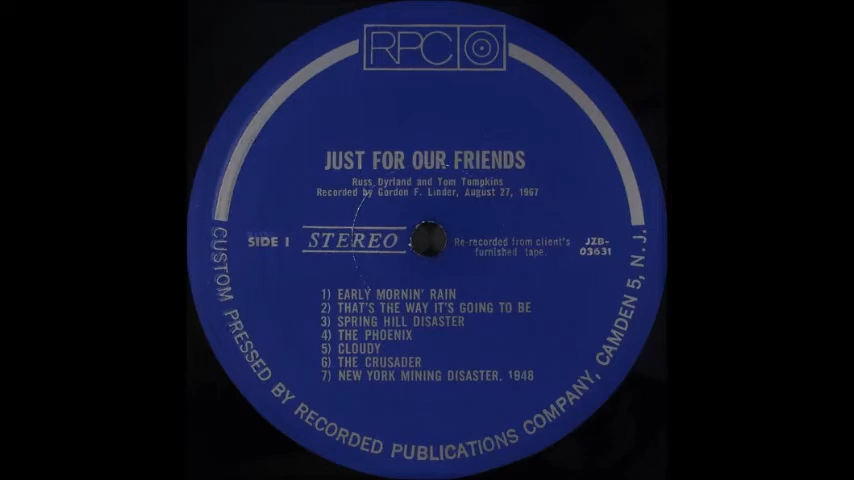 RPC
JUST FOR OUR FRIENDS
Russ Dyrland and Tom Tompkins
Recorded by Gordon F. Linder, August 27, 1967
SIDE I
STEREO
Re-recorded from client's
furnished tape.
JZB-
03631
1) EARLY MORNIN' RAIN
2) THAT'S THE WAY IT'S GOING TO BE
3) SPRING HILL DISASTER
4) THE PHOENIX
5) CLOUDY
6) THE CRUSADER
7) NEW YORK MINING DISASTER, 1948
CUSTOM PRESSED BY RECORDED PUBLICATIONS COMPANY, CAMDEN 5, N. J.